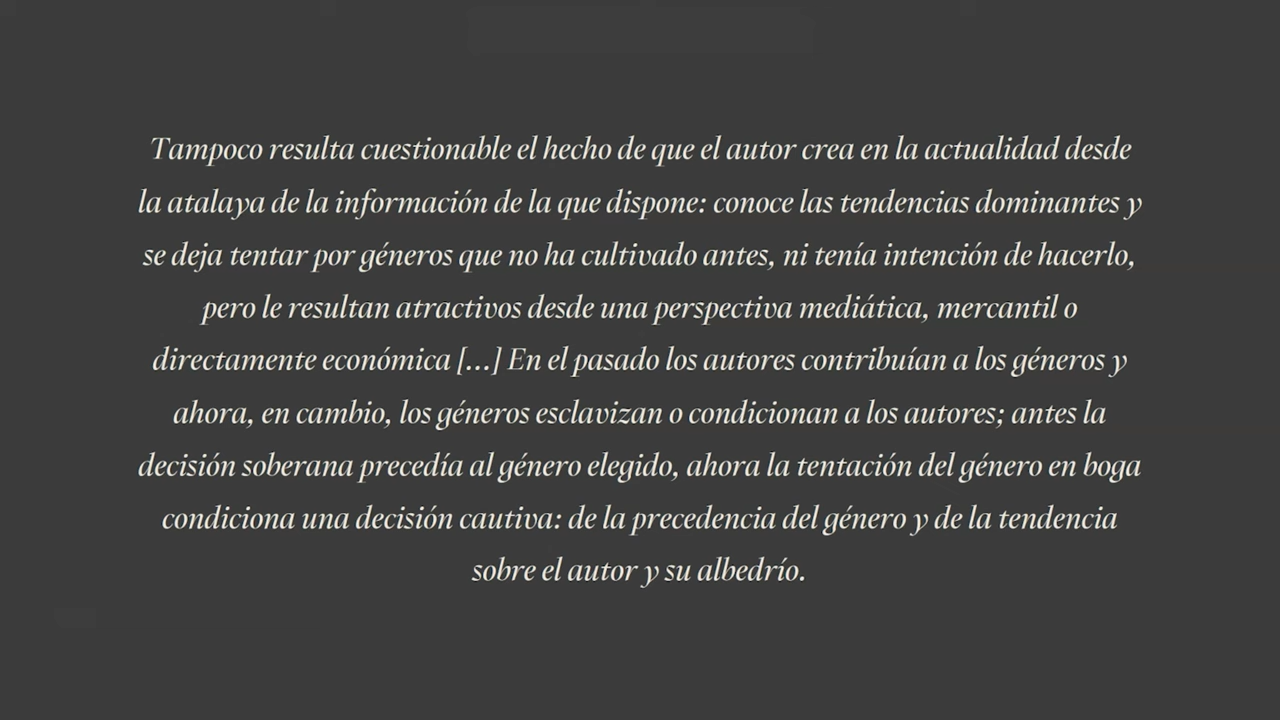 Tampoco resulta cuestionable el hecho de que el autor crea en la actualidad desde
la atalaya de la información de la que dispone: conoce las tendencias dominantes y
se deja tentar por géneros que no ha cultivado antes, ni tenía intención de hacerlo,
pero le resultan atractivos desde una perspectiva mediática, mercantil o
directamente económica [...] En el pasado los autores contribuían a los géneros y
ahora, en cambio, los géneros esclavizan o condicionan a los autores; antes la
decisión soberana precedía al género elegido, ahora la tentación del género en boga
condiciona una decisión cautiva: de la precedencia del género y de la tendencia
sobre el autor y su albedrío.